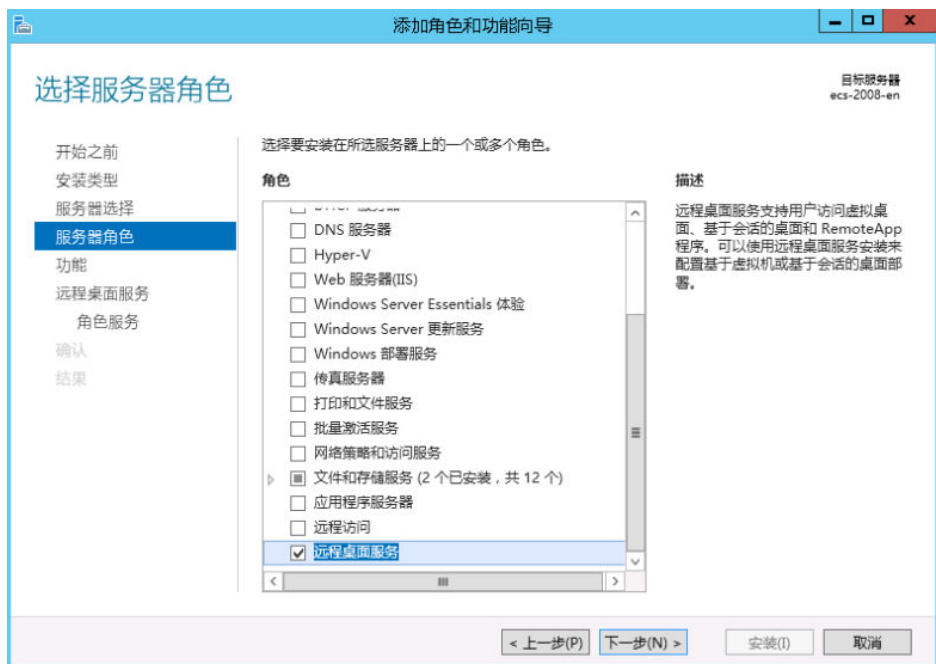 添加角色和功能向导
选择服务器角色
目标服务器
ecs-2008-en
开始之前
安装类型
服务器选择
服务器角色
功能
远程桌面服务
角色服务
确认
结果
选择要安装在所选服务器上的一个或多个角色。
角色
DNS 服务器
Hyper-V
Web 服务器(IIS)
Windows Server Essentials 体验
Windows Server 更新服务
Windows 部署服务
传真服务器
打印和文件服务
批量激活服务
网络策略和访问服务
文件和存储服务 (2 个已安装，共 12 个)
应用程序服务器
远程访问
远程桌面服务
描述
远程桌面服务支持用户访问虚拟桌
面、基于会话的桌面和 RemoteApp
程序。可以使用远程桌面服务安装来
配置基于虚拟机或基于会话的桌面部
署。
< 上一步(P)
下一步(N) >
安装(I)
取消